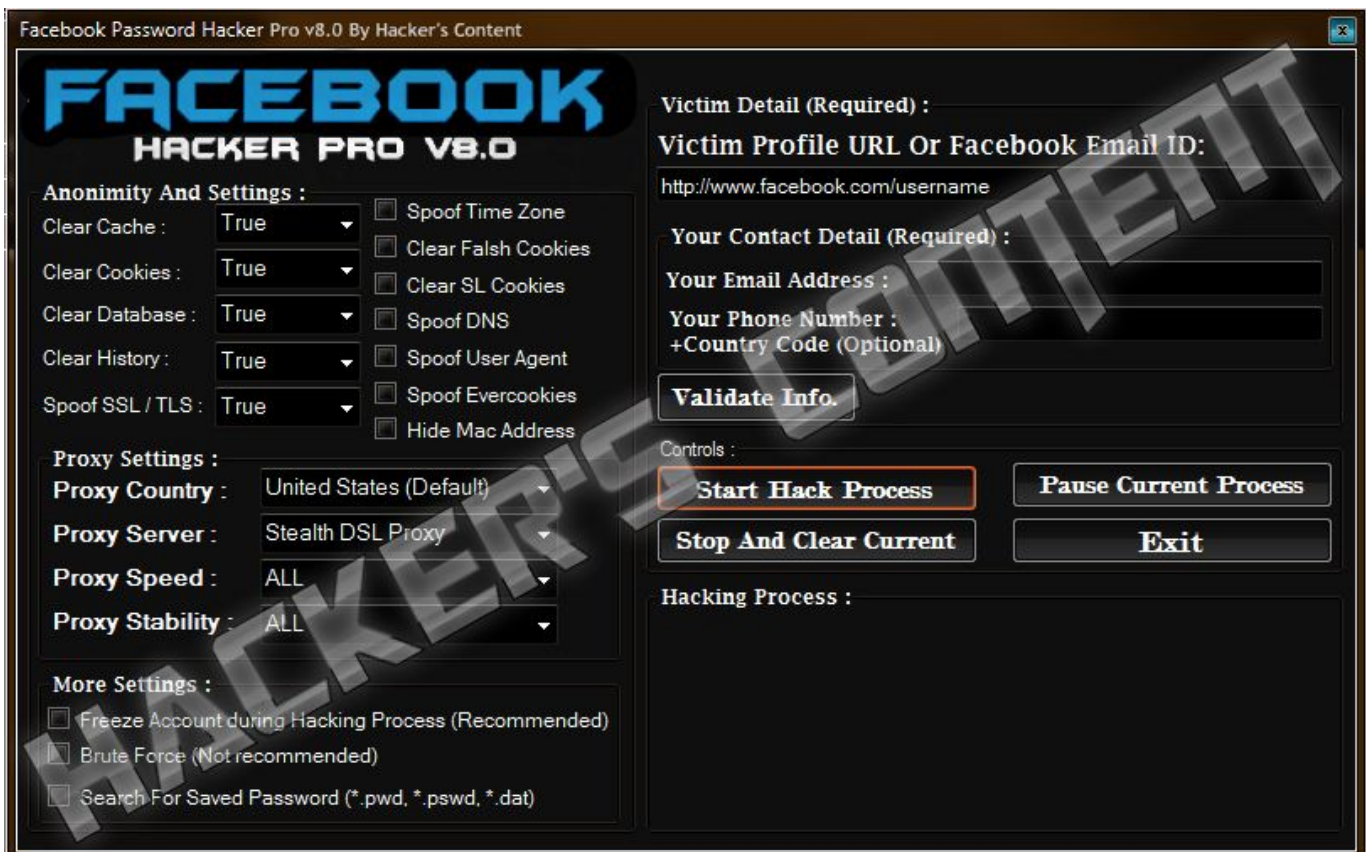 Facebook Password Hacker Pro v8.0 By Hacker's Content
x
FACEBOOK
HACKER PRO V8.0
Anonimity And Settings :
Clear Cache :
True
Clear Cookies :
True
Clear Database :
True
Clear History :
True
Spoof SSL / TLS :
True
Spoof Time Zone
Clear Falsh Cookies
Clear SL Cookies
Spoof DNS
Spoof User Agent
Spoof Evercookies
Hide Mac Address
Proxy Settings :
Proxy Country :
United States (Default)
Proxy Server :
Stealth DSL Proxy
Proxy Speed :
ALL
Proxy Stability :
ALL
More Settings :
Freeze Account during Hacking Process (Recommended)
Brute Force (Not recommended)
Search For Saved Password (*.pwd, *.pswd, *.dat)
Victim Detail (Required) :
Victim Profile URL Or Facebook Email ID:
http://www.facebook.com/username
Your Contact Detail (Required) :
Your Email Address :
Your Phone Number :
+Country Code (Optional)
Validate Info.
Controls :
Start Hack Process
Pause Current Process
Stop And Clear Current
Exit
Hacking Process :
HACKER'S CONTENT